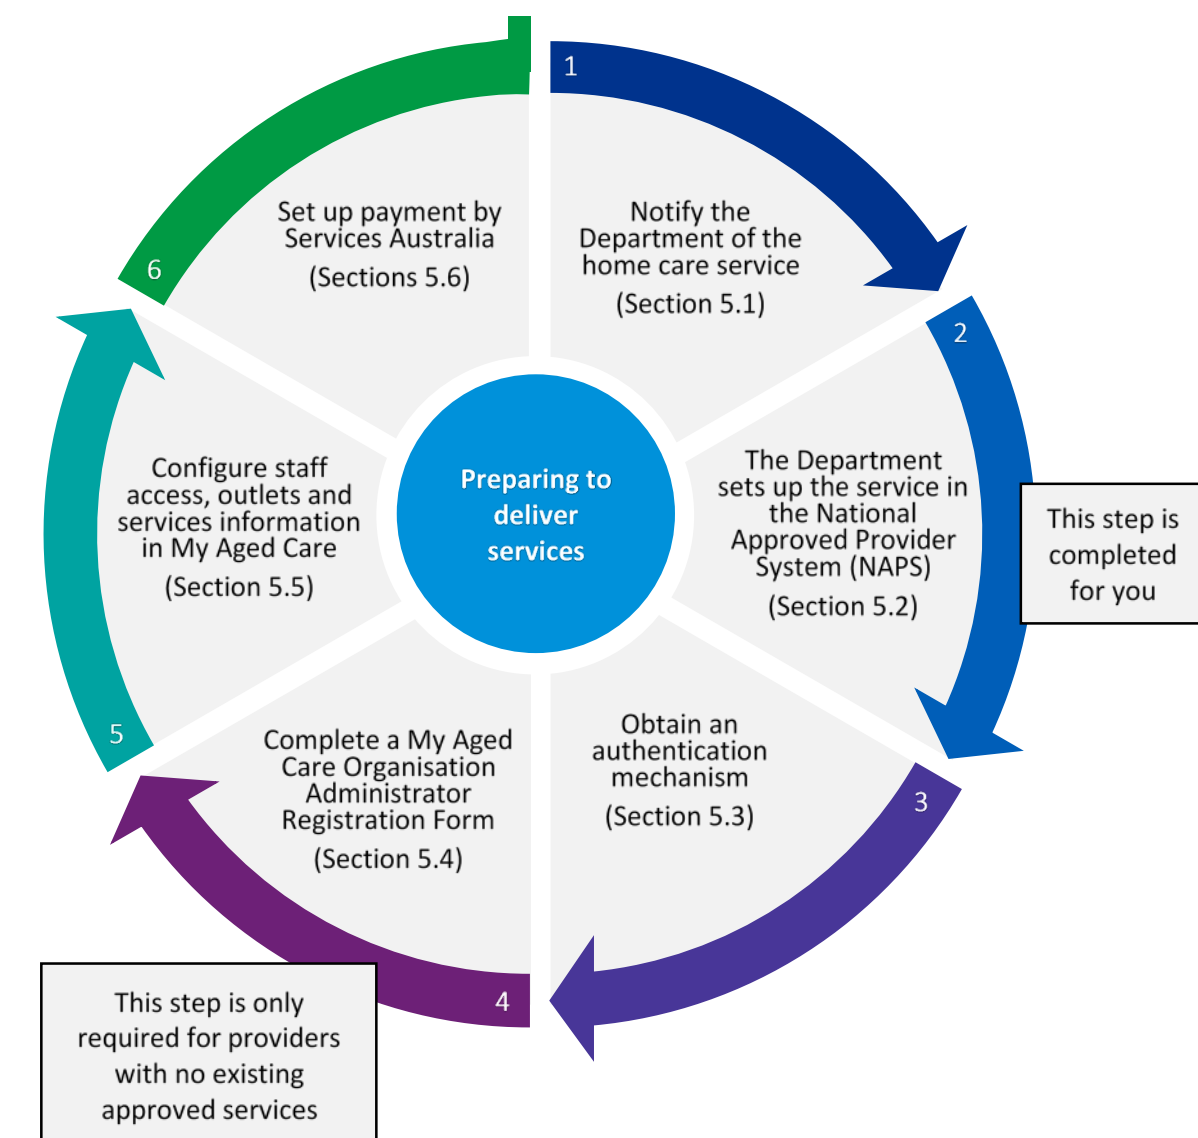 1
Notify the
Department of the
home care service
(Section 5.1)
2
The Department
sets up the service in
the National
Approved Provider
System (NAPS)
(Section 5.2)
This step is
completed
for you
3
Obtain an
authentication
mechanism
(Section 5.3)
4
Complete a My Aged
Care Organisation
Administrator
Registration Form
(Section 5.4)
This step is only
required for providers
with no existing
approved services
5
Configure staff
access, outlets and
services information
in My Aged Care
(Section 5.5)
6
Set up payment by
Services Australia
(Sections 5.6)
Preparing to
deliver
services